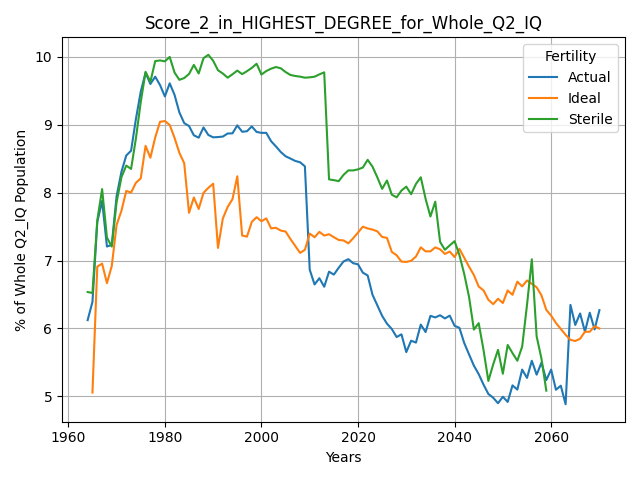 Score_2_in_HIGHEST_DEGREE_for_Whole_Q2_IQ
% of Whole Q2_IQ Population
10
9
8
7
6
5
Fertility
Actual
Ideal
Sterile
1960
1980
2000
2020
2040
2060
Years